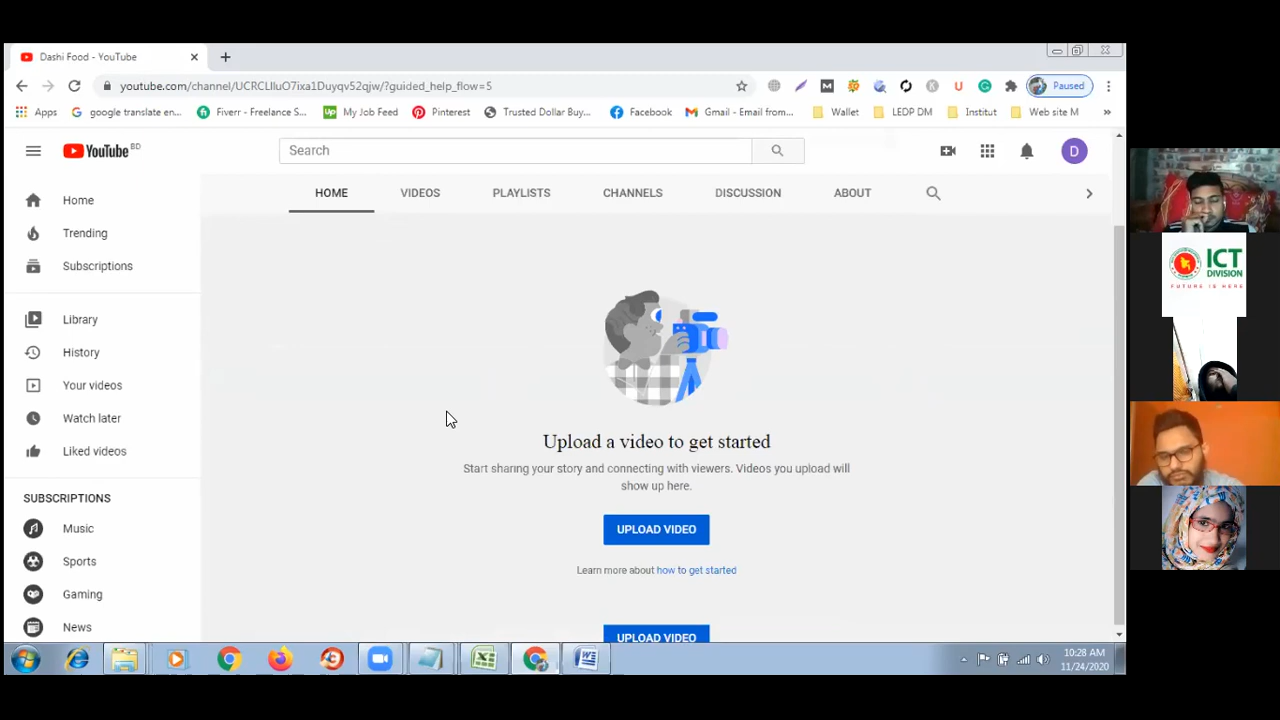 Dashi Food - YouTube
youtube.com/channel/UCRCLlluO7ixa1Duyqv52qjw/?guided_help_flow=5
Paused
Apps
google translate en...
Fiverr - Freelance S...
Up My Job Feed
Pinterest
Trusted Dollar Buy...
Facebook
Gmail - Email from...
Wallet
LEDP DM
Institut
Web site M
YouTube BD
Search
D
HOME
VIDEOS
PLAYLISTS
CHANNELS
DISCUSSION
ABOUT
Home
Trending
Subscriptions
Library
History
Your videos
Watch later
Liked videos
SUBSCRIPTIONS
Music
Sports
Gaming
News
Upload a video to get started
Start sharing your story and connecting with viewers. Videos you upload will
show up here.
UPLOAD VIDEO
Learn more about how to get started
UPLOAD VIDEO
10:28 AM
11/24/2020
ICT
DIVISION
FUTURE IS HERE